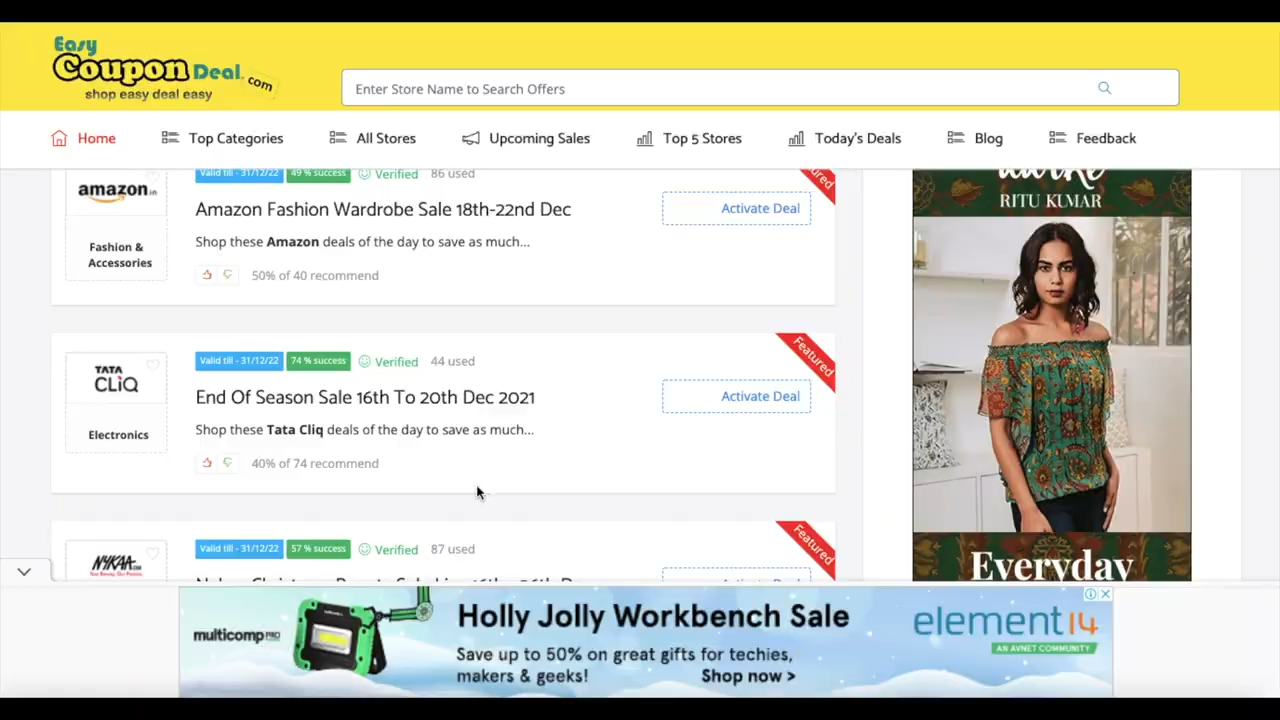 Easy
Coupon Deal.com
shop easy deal easy
Enter Store Name to Search Offers
Home
Top Categories
All Stores
Upcoming Sales
Top 5 Stores
Today's Deals
Blog
Feedback
amazon.in
Fashion &
Accessories
Valid till - 31/12/22
49 % success
Verified
86 used
Amazon Fashion Wardrobe Sale 18th-22nd Dec
Shop these Amazon deals of the day to save as much...
50% of 40 recommend
Activate Deal
RITU KUMAR
TATA
CLiQ
Electronics
Valid till - 31/12/22
74 % success
Verified
44 used
End Of Season Sale 16th To 20th Dec 2021
Shop these Tata Cliq deals of the day to save as much...
40% of 74 recommend
Featured
Activate Deal
NYKAA
Valid till - 31/12/22
57 % success
Verified
87 used
Featured
Everyday
multicomp PRO
Holly Jolly Workbench Sale
Save up to 50% on great gifts for techies,
makers & geeks!
Shop now >
element14
AN AVNET COMMUNITY